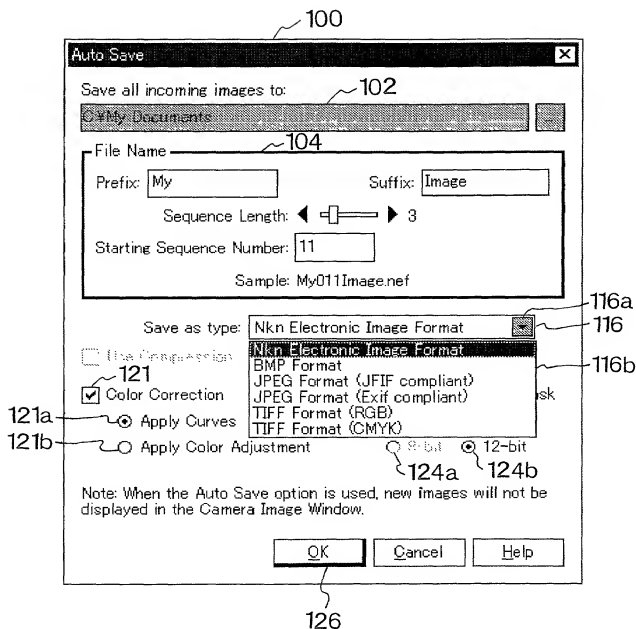 100
Auto Save
Save all incoming images to:
102
C:¥My Documents
...
File Name
104
Prefix: My
Suffix: Image
Sequence Length: 3
Starting Sequence Number: 11
Sample: My011Image.nef
116a
Save as type: Nkn Electronic Image Format
116
Use Compression
Nkn Electronic Image Format
BMP Format
116b
JPEG Format (JFIF compliant)
JPEG Format (Exif compliant)
TIFF Format (RGB)
TIFF Format (CMYK)
121
Color Correction
sk
121a
Apply Curves
121b
Apply Color Adjustment
8-bit
12-bit
124a
124b
Note: When the Auto Save option is used, new images will not be
displayed in the Camera Image Window.
OK
Cancel
Help
126